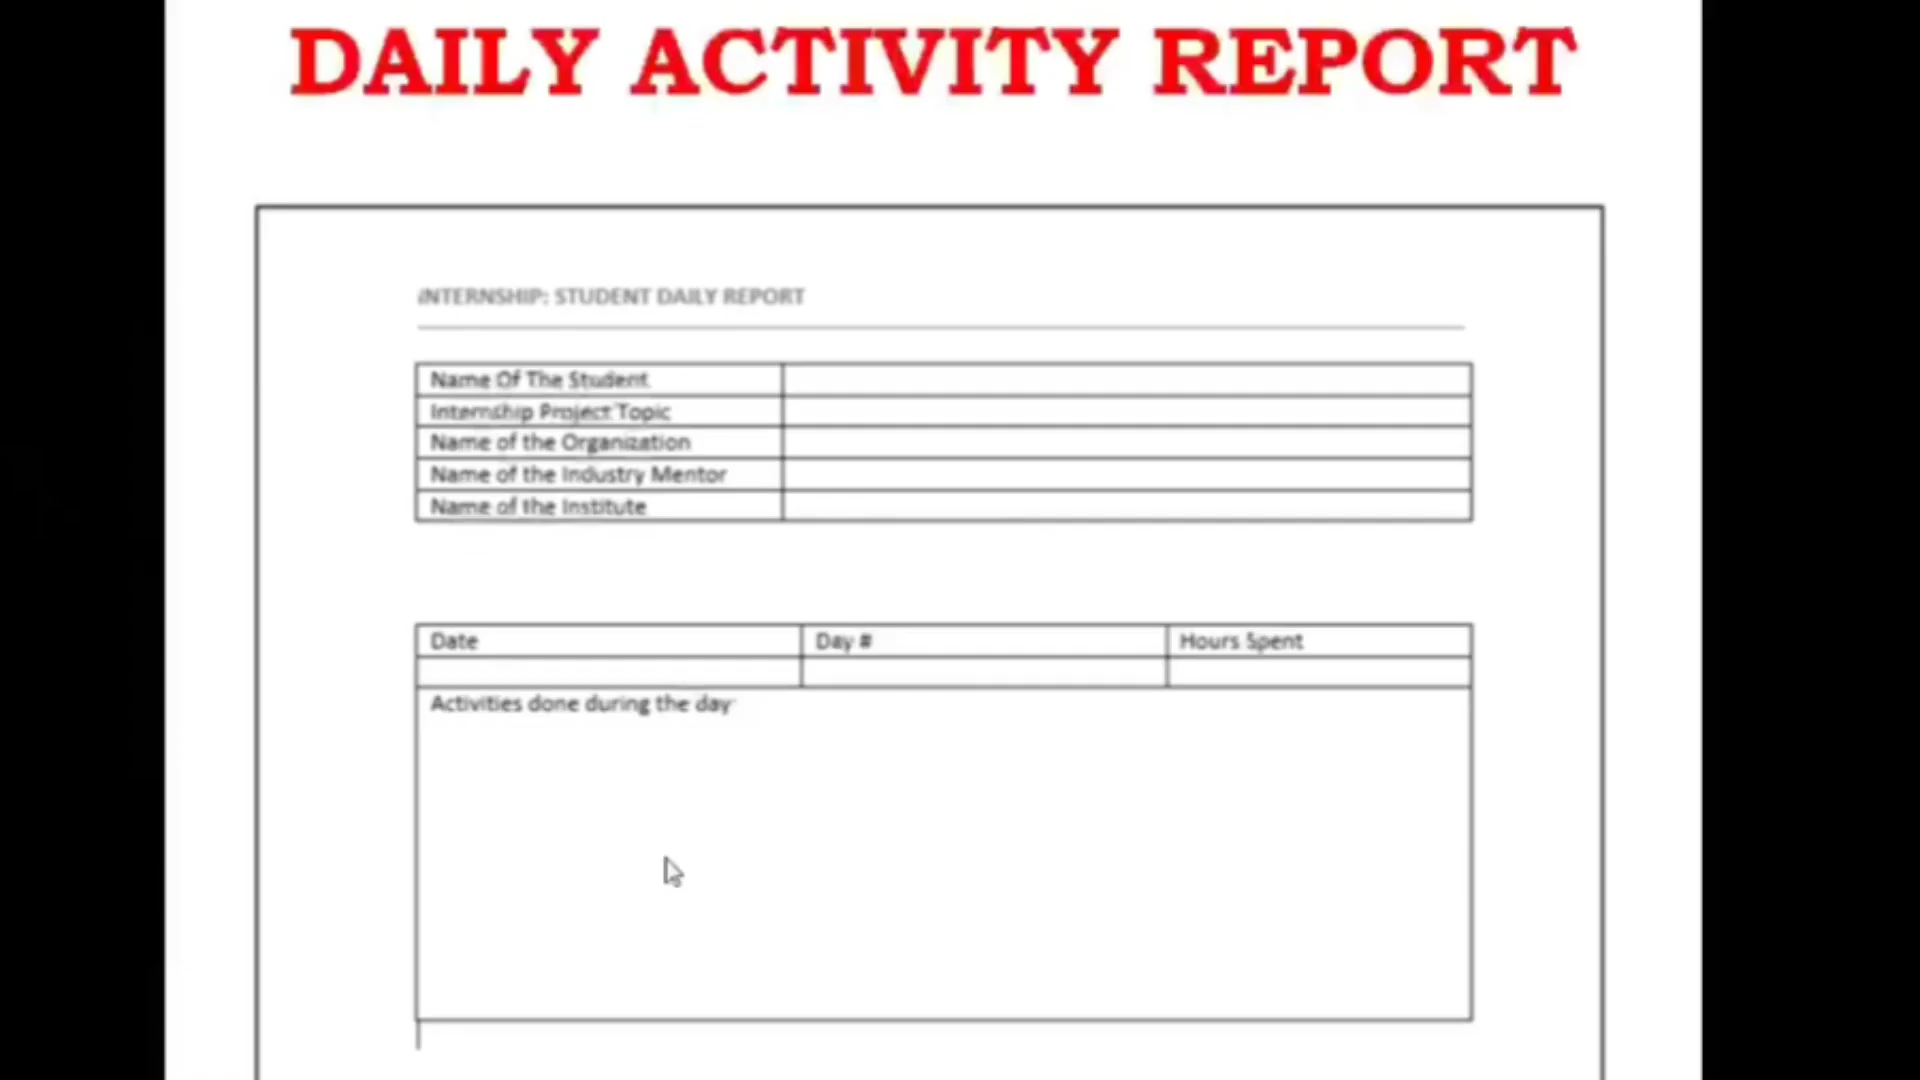 DAILY ACTIVITY REPORT
INTERNSHIP: STUDENT DAILY REPORT
Name Of The Student
Internship Project Topic
Name of the Organization
Name of the Industry Mentor
Name of the Institute
Date Day # Hours Spent
Activities done during the day